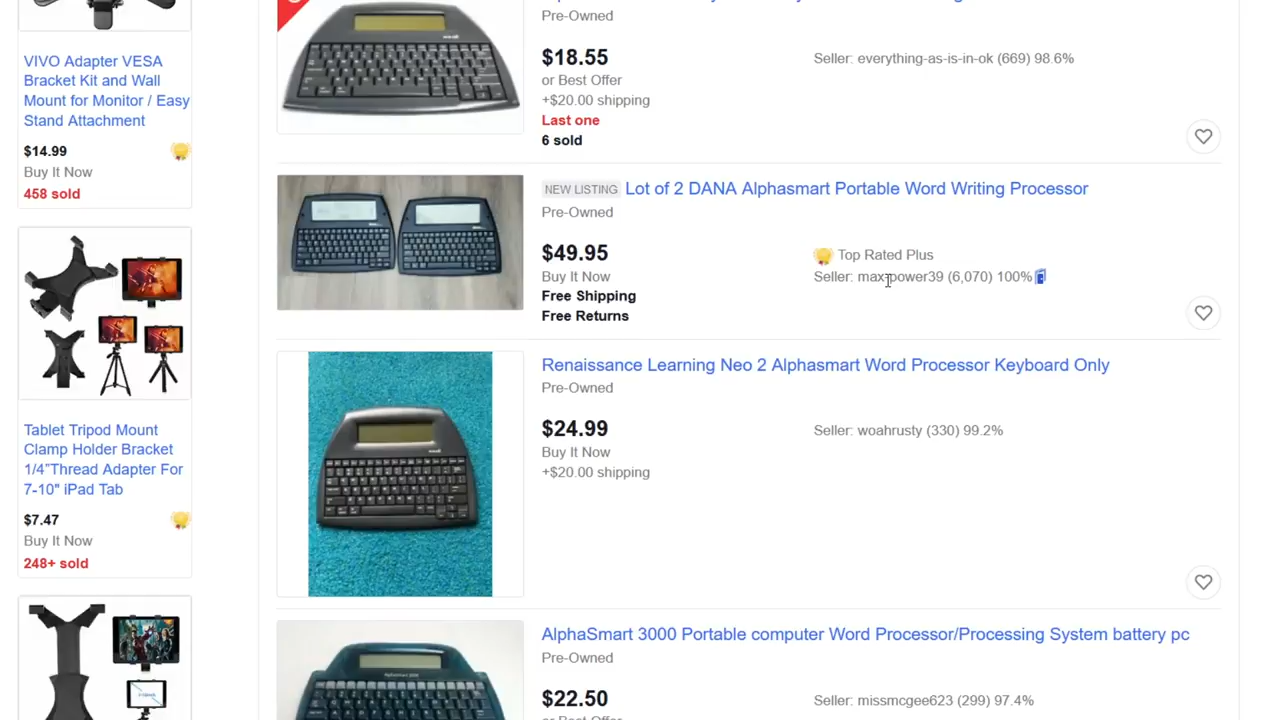 VIVO Adapter VESA
Bracket Kit and Wall
Mount for Monitor / Easy
Stand Attachment
$14.99
Buy It Now
458 sold
Tablet Tripod Mount
Clamp Holder Bracket
1/4"Thread Adapter For
7-10" iPad Tab
$7.47
Buy It Now
248+ sold
Pre-Owned
$18.55
or Best Offer
+$20.00 shipping
Last one
6 sold
Seller: everything-as-is-in-ok (669) 98.6%
NEW LISTING Lot of 2 DANA Alphasmart Portable Word Writing Processor
Pre-Owned
$49.95
Buy It Now
Free Shipping
Free Returns
Top Rated Plus
Seller: maxpower39 (6,070) 100%
Renaissance Learning Neo 2 Alphasmart Word Processor Keyboard Only
Pre-Owned
$24.99
Buy It Now
+$20.00 shipping
Seller: woahrusty (330) 99.2%
AlphaSmart 3000 Portable computer Word Processor/Processing System battery pc
Pre-Owned
$22.50
or Best Offer
Seller: missmcgee623 (299) 97.4%